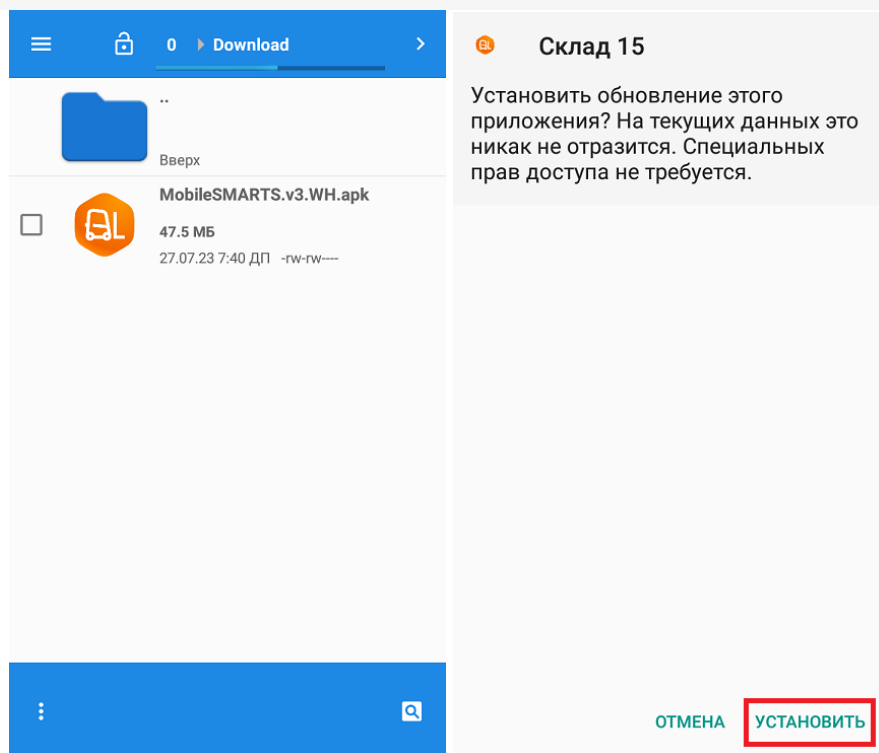 0 Download
..
Вверх
MobileSMARTS.v3.WH.apk
47.5 МБ
27.07.23 7:40 ДП -rw-rw----
Склад 15
Установить обновление этого
приложения? На текущих данных это
никак не отразится. Специальных
прав доступа не требуется.
ОТМЕНА УСТАНОВИТЬ